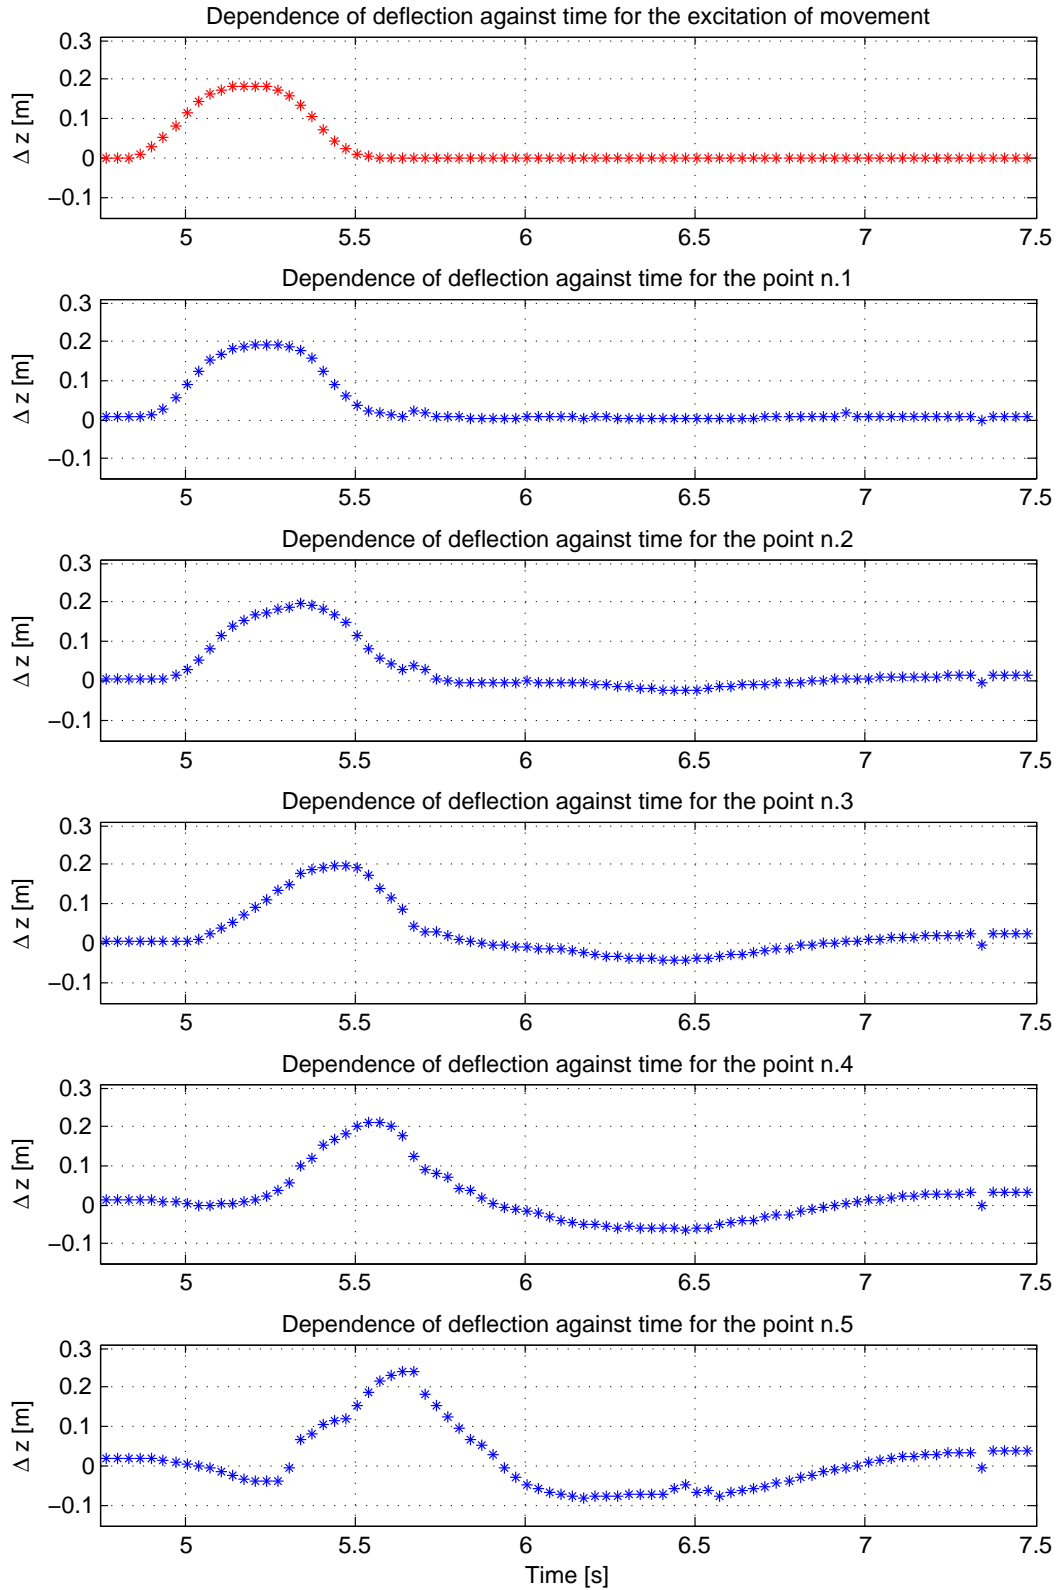 Dependence of deflection against time for the excitation of movement
0.3
0.2
0.1
0
−0.1
Δ z [m]
5 5.5 6 6.5 7 7.5
Dependence of deflection against time for the point n.1
0.3
0.2
0.1
0
−0.1
Δ z [m]
5 5.5 6 6.5 7 7.5
Dependence of deflection against time for the point n.2
0.3
0.2
0.1
0
−0.1
Δ z [m]
5 5.5 6 6.5 7 7.5
Dependence of deflection against time for the point n.3
0.3
0.2
0.1
0
−0.1
Δ z [m]
5 5.5 6 6.5 7 7.5
Dependence of deflection against time for the point n.4
0.3
0.2
0.1
0
−0.1
Δ z [m]
5 5.5 6 6.5 7 7.5
Dependence of deflection against time for the point n.5
0.3
0.2
0.1
0
−0.1
Δ z [m]
5 5.5 6 6.5 7 7.5
Time [s]